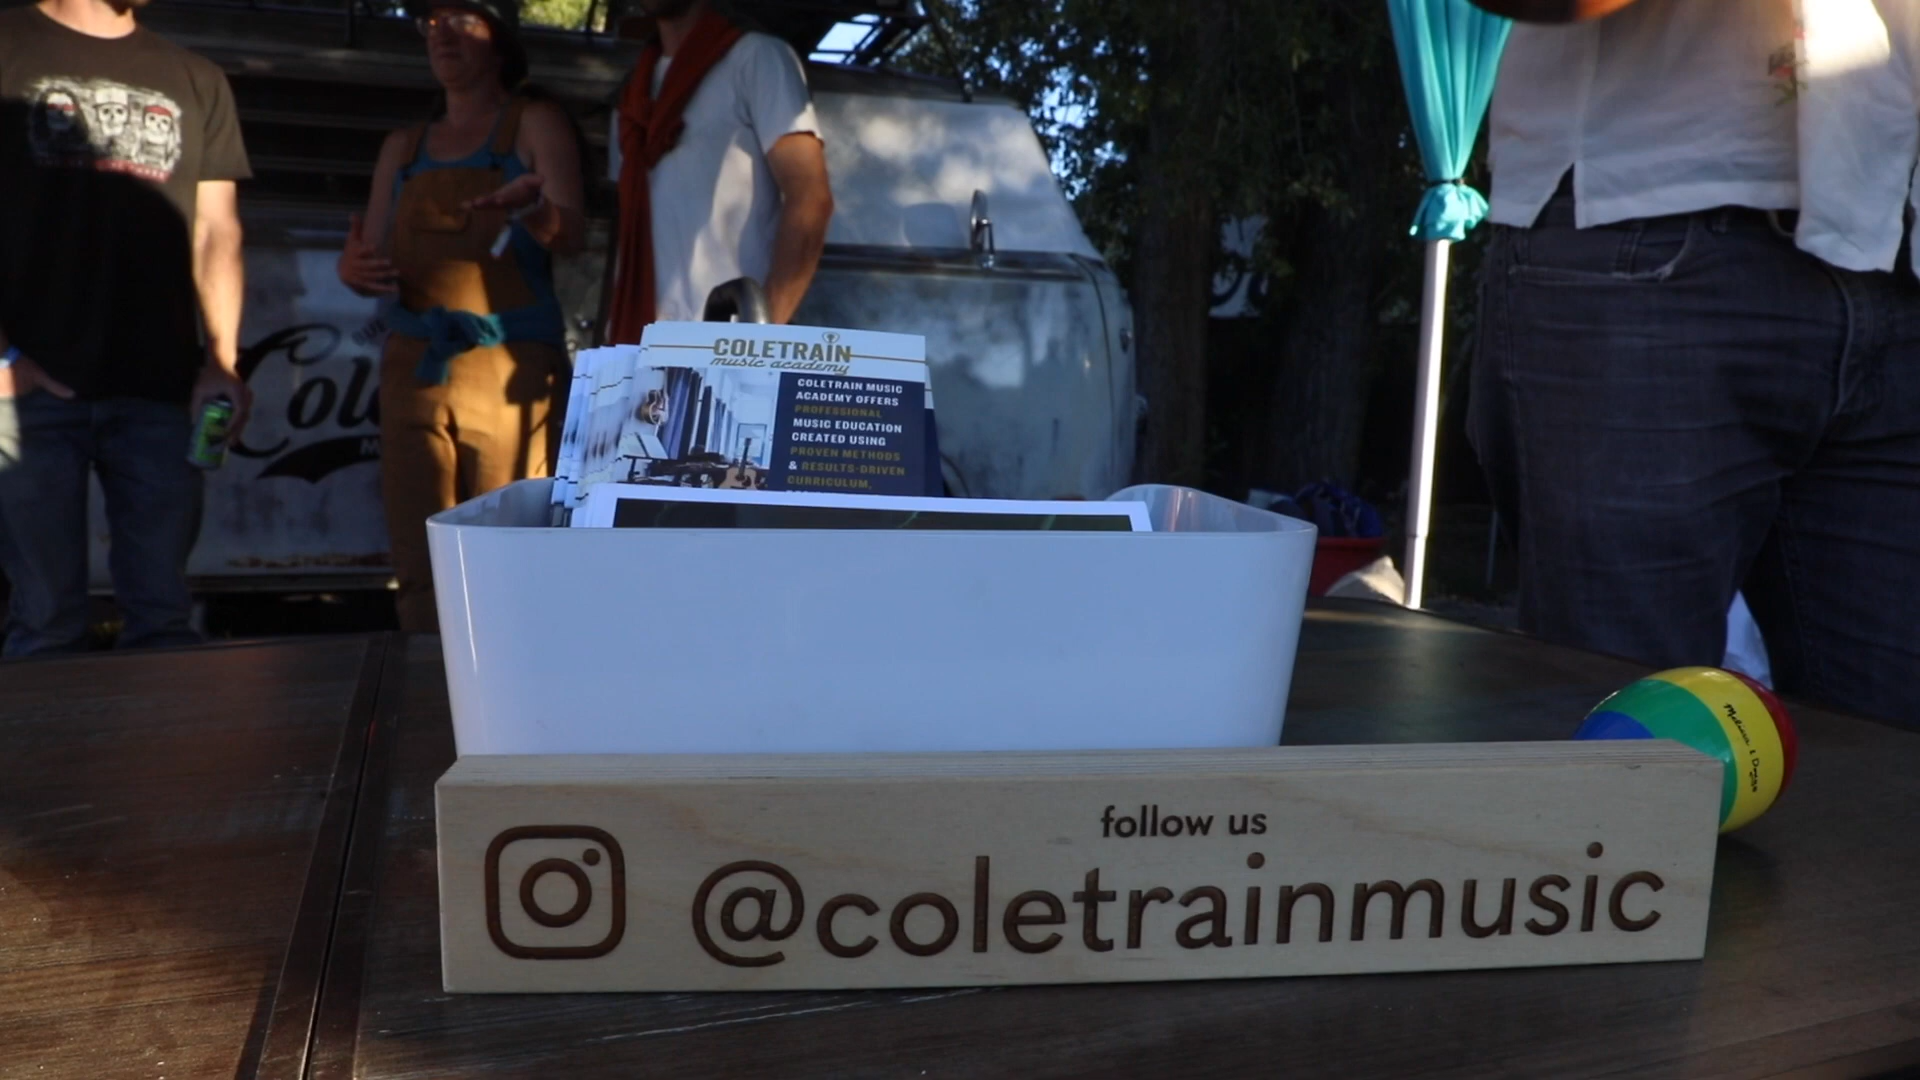 COLETRAIN
music academy
COLETRAIN MUSIC
ACADEMY OFFERS
PROFESSIONAL
MUSIC EDUCATION
CREATED USING
PROVEN METHODS
& RESULTS-DRIVEN
CURRICULUM,
follow us
@coletrainmusic